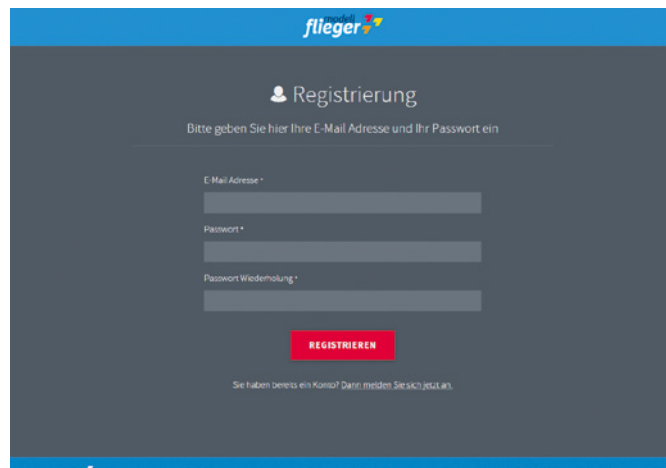 modell
flieger
Registrierung
Bitte geben Sie hier Ihre E-Mail Adresse und Ihr Passwort ein
E-Mail Adresse *
Passwort *
Passwort Wiederholung *
REGISTRIEREN
Sie haben bereits ein Konto? Dann melden Sie sich jetzt an.